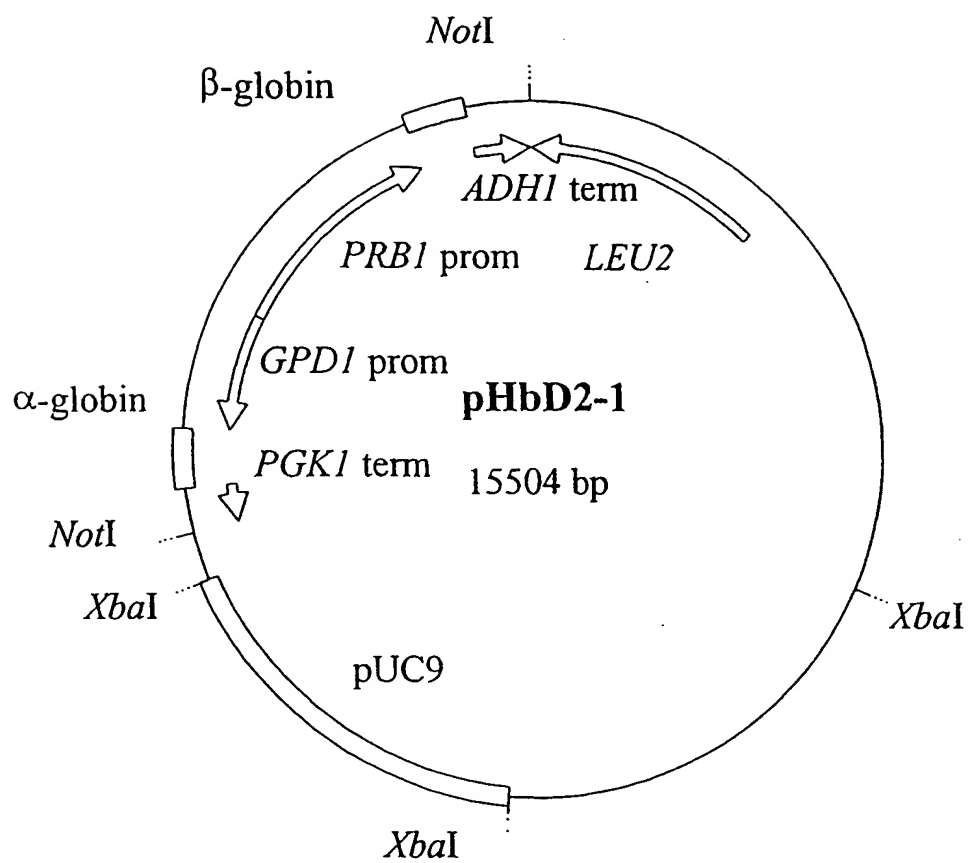 NotI
β-globin
ADH1 term
PRB1 prom
LEU2
GPD1 prom
pHbD2-1
α-globin
PGK1 term
15504 bp
NotI
XbaI
XbaI
pUC9
XbaI